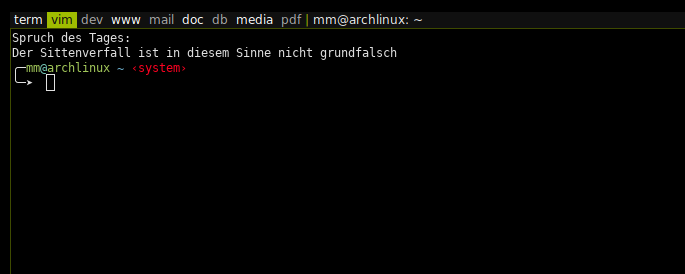 term vim dev www mail doc db media pdf | mm@archlinux: ~
Spruch des Tages:
Der Sittenverfall ist in diesem Sinne nicht grundfalsch
╭─mm@archlinux ~ ‹system›
╰─➤